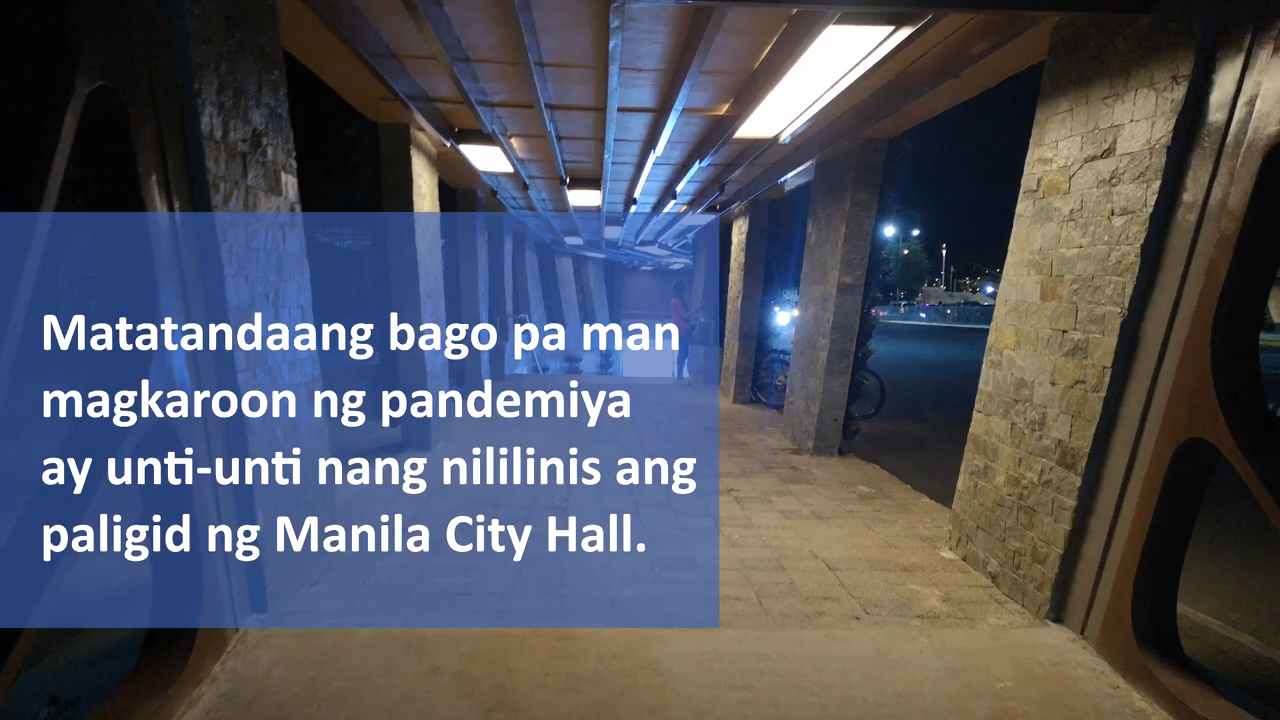 Matatandaang bago pa man
magkaroon ng pandemiya
ay unti-unti nang nililinis ang
paligid ng Manila City Hall.